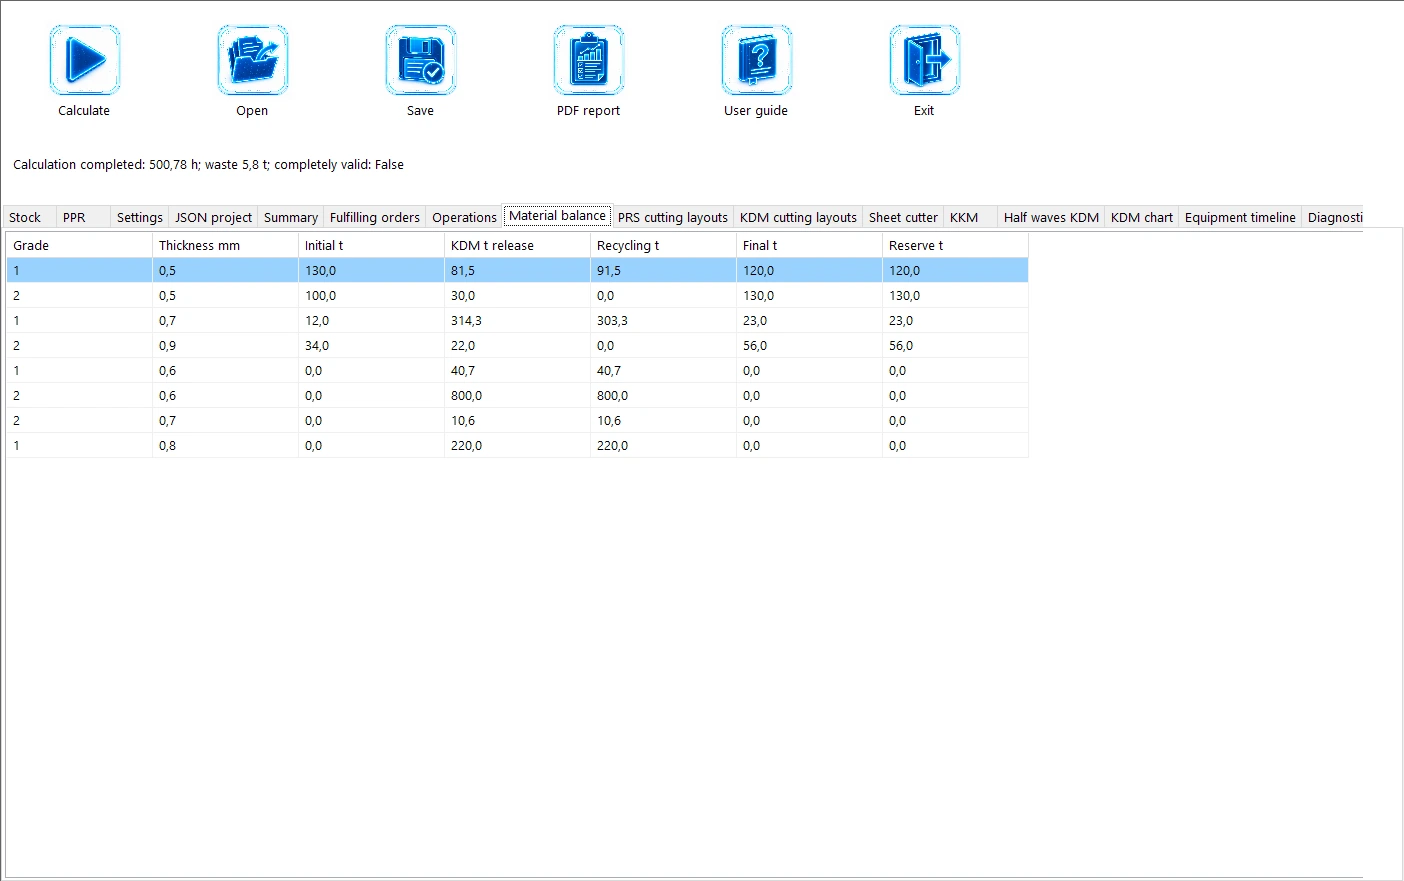 Calculate Open Save PDF report User guide Exit
Calculation completed: 500,78 h; waste 5,8 t; completely valid: False
Stock PPR Settings JSON project Summary Fulfilling orders Operations Material balance PRS cutting layouts KDM cutting layouts Sheet cutter KKM Half waves KDM KDM chart Equipment timeline Diagnosti
Grade Thickness mm Initial t KDM t release Recycling t Final t Reserve t
1 0,5 130,0 81,5 91,5 120,0 120,0
2 0,5 100,0 30,0 0,0 130,0 130,0
1 0,7 12,0 314,3 303,3 23,0 23,0
2 0,9 34,0 22,0 0,0 56,0 56,0
1 0,6 0,0 40,7 40,7 0,0 0,0
2 0,6 0,0 800,0 800,0 0,0 0,0
2 0,7 0,0 10,6 10,6 0,0 0,0
1 0,8 0,0 220,0 220,0 0,0 0,0